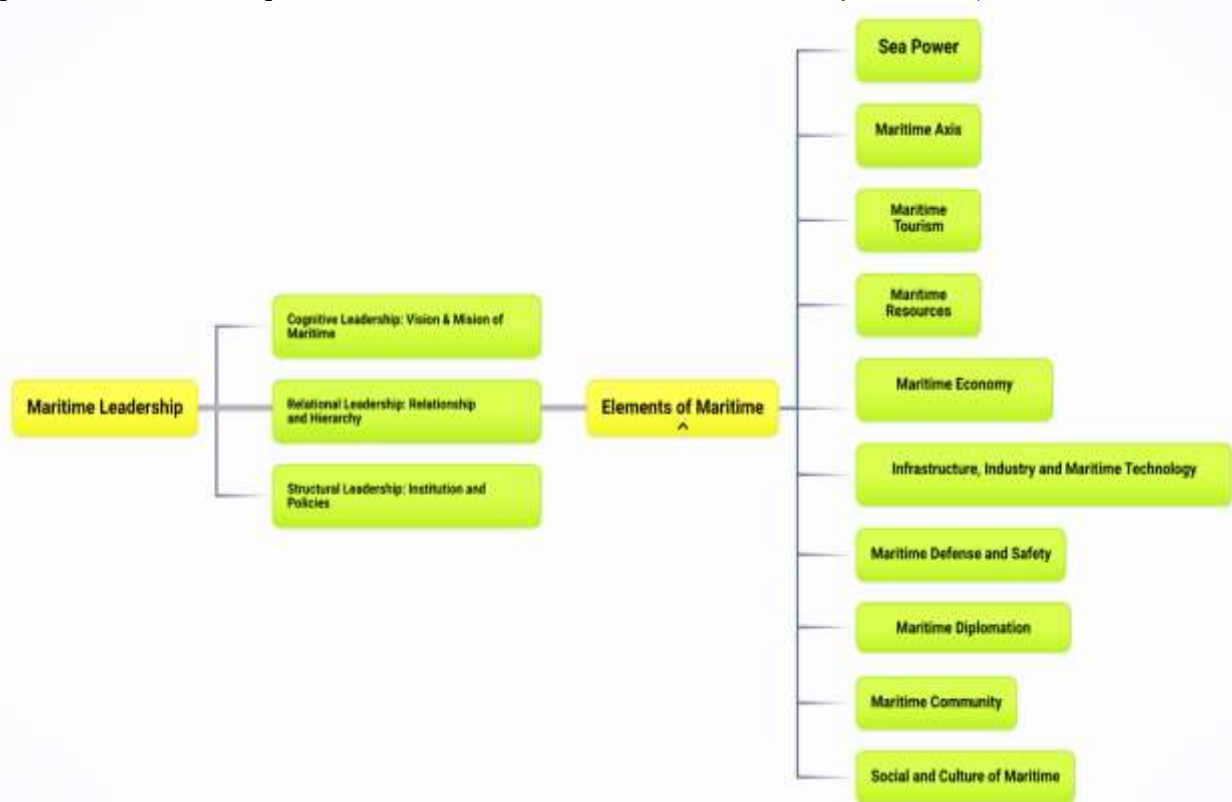 Sea Power
Maritime Axis
Maritime
Tourism
Maritime
Resources
Cognitive Leadership: Vision & Mision of
Maritime
Maritime Economy
Maritime Leadership
Relational Leadership: Relationship
and Hierarchy
Elements of Maritime
Infrastructure, Industry and Maritime Technology
Structural Leadership: Institution and
Policies
Maritime Defense and Safety
Maritime Diplomation
Maritime Community
Social and Culture of Maritime